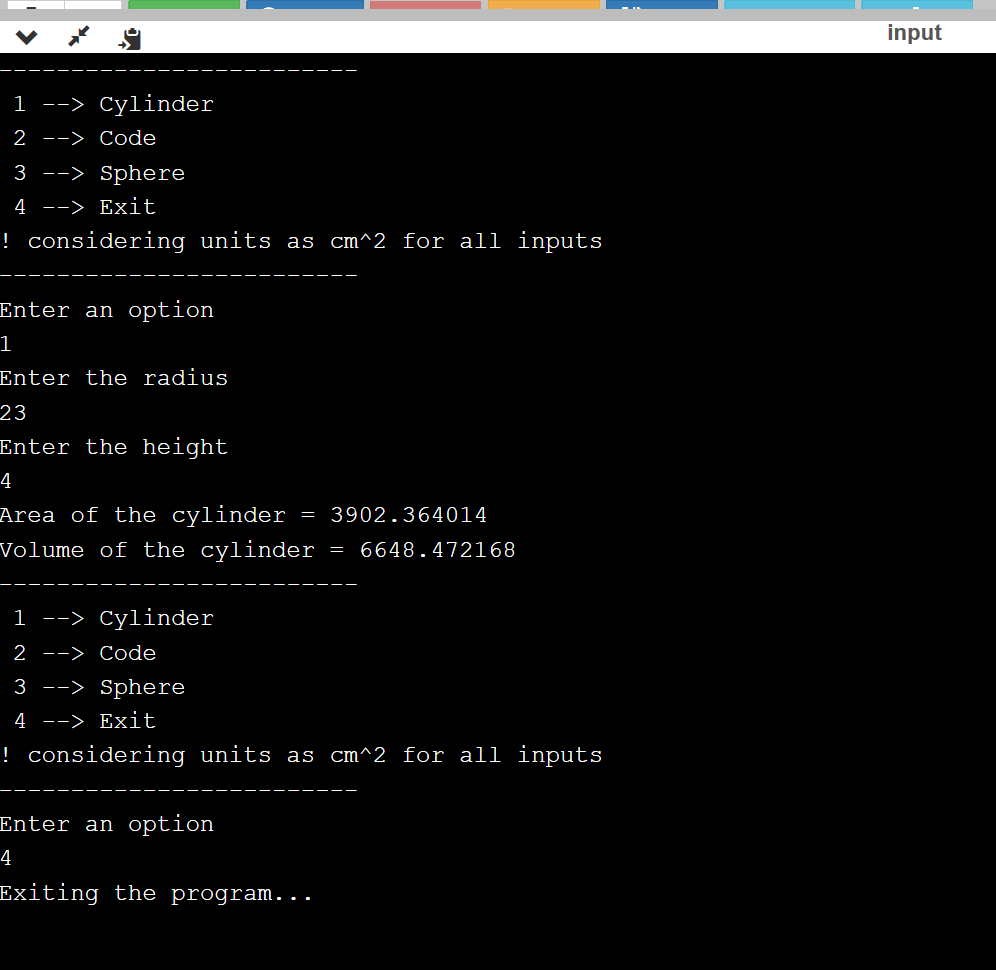 input
-------------------------
 1 --> Cylinder
 2 --> Code
 3 --> Sphere
 4 --> Exit
! considering units as cm^2 for all inputs
-------------------------
Enter an option
1
Enter the radius
23
Enter the height
4
Area of the cylinder = 3902.364014
Volume of the cylinder = 6648.472168
-------------------------
 1 --> Cylinder
 2 --> Code
 3 --> Sphere
 4 --> Exit
! considering units as cm^2 for all inputs
-------------------------
Enter an option
4
Exiting the program...